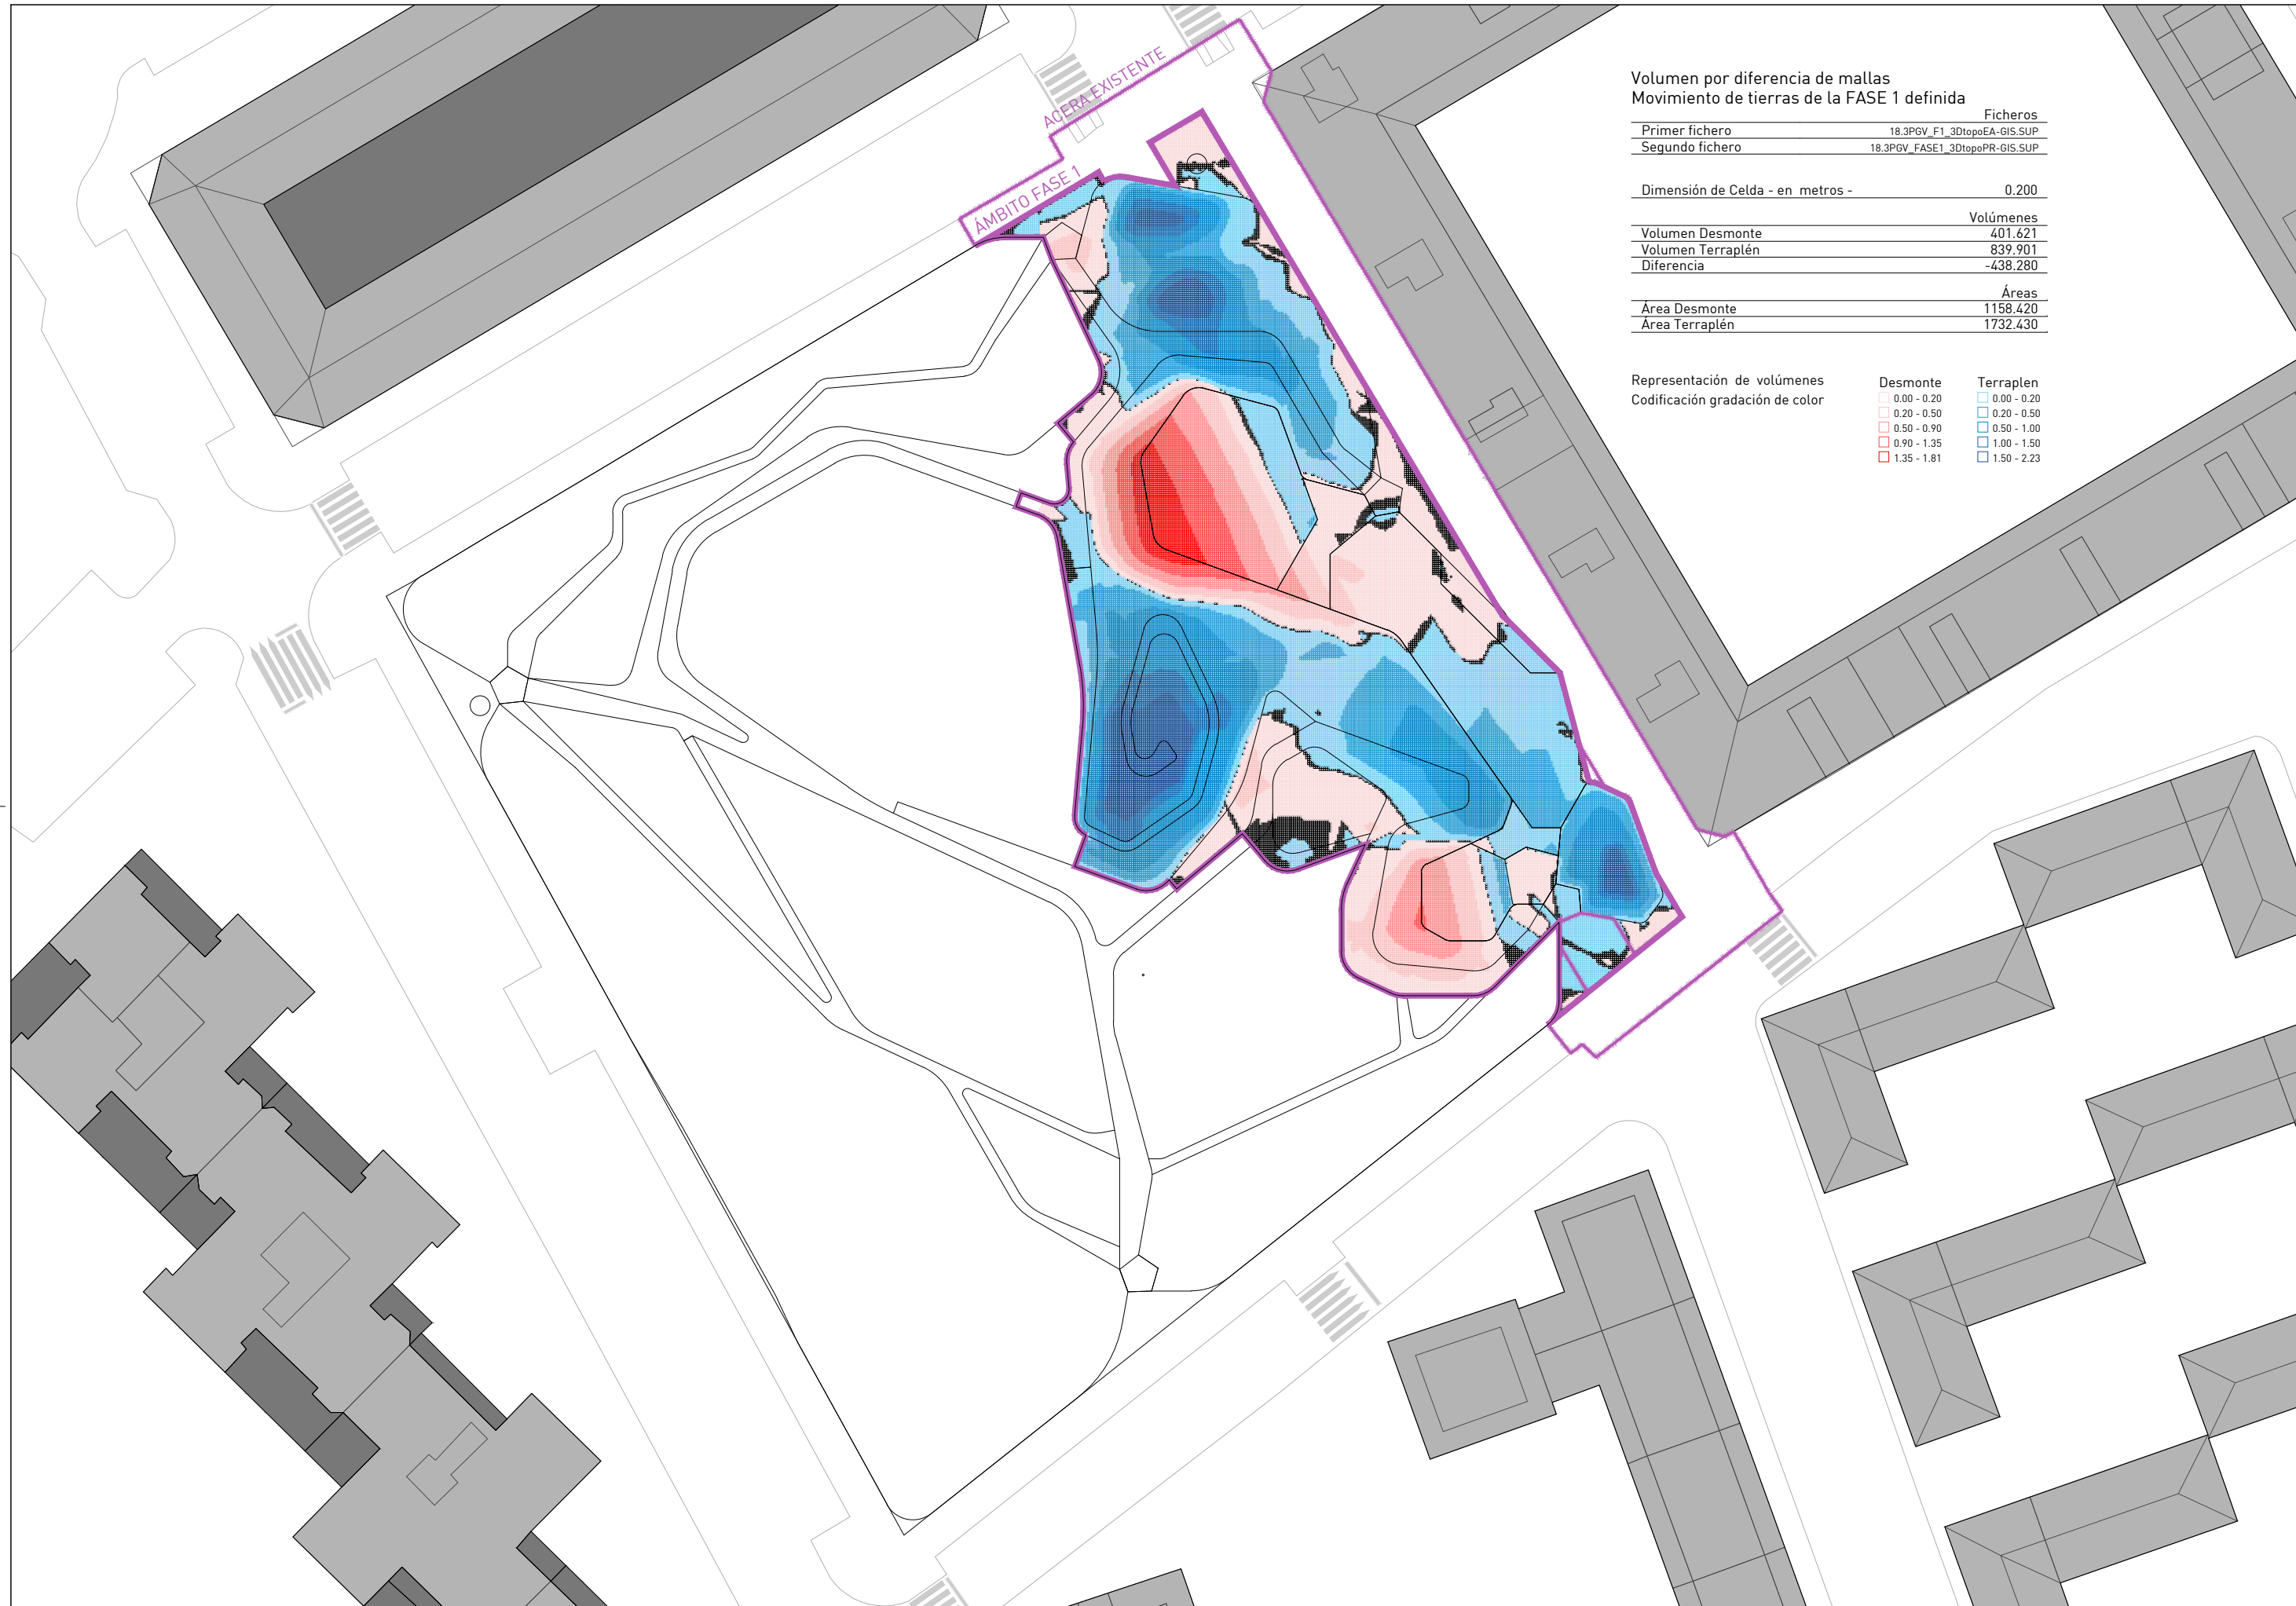 ACERA EXISTENTE
ÁMBITO FASE 1
Volumen por diferencia de mallas
Movimiento de tierras de la FASE 1 definida
Ficheros
Primer fichero 18.3PGV_F1_3DtopoEA-GIS.SUP
Segundo fichero 18.3PGV_FASE1_3DtopoPR-GIS.SUP
Dimensión de Celda - en metros - 0.200
Volúmenes
Volumen Desmonte 401.621
Volumen Terraplén 839.901
Diferencia -438.280
Áreas
Área Desmonte 1158.420
Área Terraplén 1732.430
Representación de volúmenes
Codificación gradación de color
Desmonte Terraplen
0.00 - 0.20 0.00 - 0.20
0.20 - 0.50 0.20 - 0.50
0.50 - 0.90 0.50 - 1.00
0.90 - 1.35 1.00 - 1.50
1.35 - 1.81 1.50 - 2.23